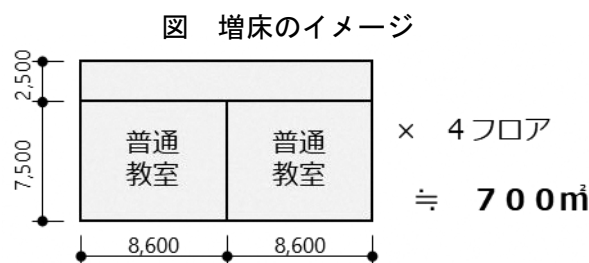 図　増床のイメージ
2,500
7,500
普通
教室
普通
教室
×　４フロア
≒　７００㎡
8,600
8,600